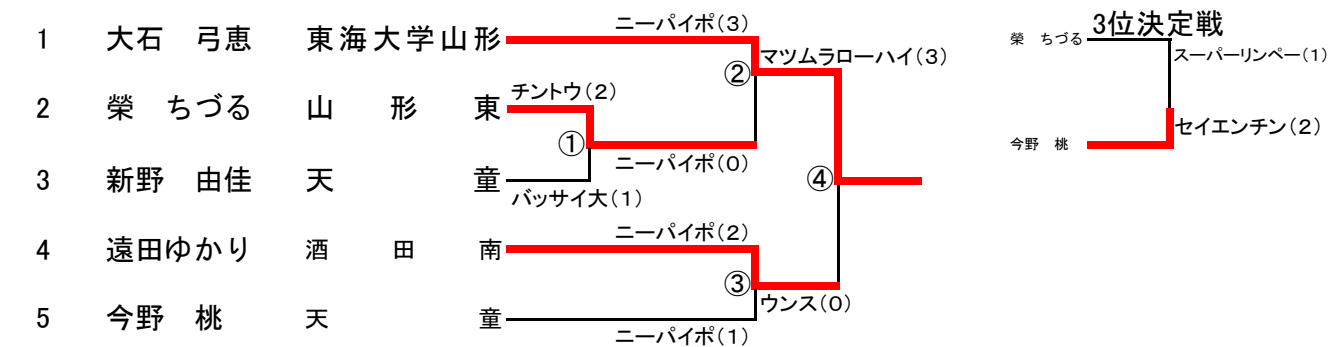 ニーパイポ（3）
3位決定戦
1 大石 弓恵 東海大学山形
榮 ちづる
マツムラローハイ（3）
スーパーリンペー（1）
②
チントウ（2）
2 榮 ちづる 山形東
セイエンチン（2）
①
今野 桃
ニーパイポ（0）
3 新野 由佳 天童
④
バッサイ大（1）
ニーパイポ（2）
4 遠田ゆかり 酒田南
③
ウンス（0）
5 今野 桃 天童
ニーパイポ（1）